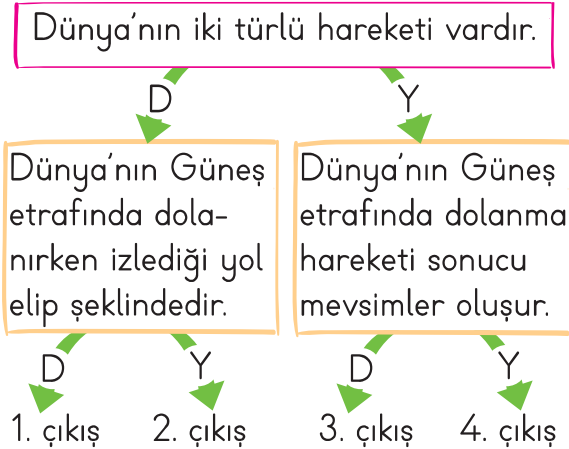 Dünya'nın iki türlü hareketi vardır.
D Y
Dünya'nın Güneş
etrafında dola-
nırken izlediği yol
elip şeklindedir.
Dünya'nın Güneş
etrafında dolanma
hareketi sonucu
mevsimler oluşur.
D Y D Y
1. çıkış 2. çıkış 3. çıkış 4. çıkış